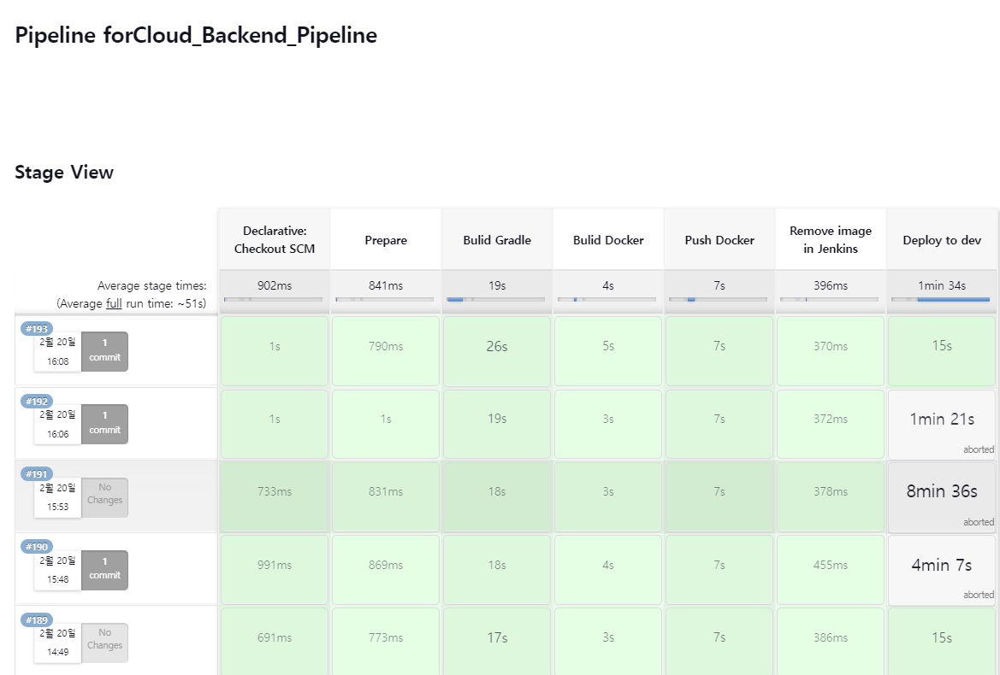 Pipeline forCloud_Backend_Pipeline
Stage View
Declarative: Checkout SCM
Prepare
Bulid Gradle
Bulid Docker
Push Docker
Remove image in Jenkins
Deploy to dev
Average stage times:
(Average full run time: ~51s)
902ms
841ms
19s
4s
7s
396ms
1min 34s
#193
2월 20일
16:08
1
commit
1s
790ms
26s
5s
7s
370ms
15s
#192
2월 20일
16:06
1
commit
1s
1s
19s
3s
7s
372ms
1min 21s
aborted
#191
2월 20일
15:53
No
Changes
733ms
831ms
18s
3s
7s
378ms
8min 36s
aborted
#190
2월 20일
15:48
1
commit
991ms
869ms
18s
4s
7s
455ms
4min 7s
aborted
#189
2월 20일
14:49
No
Changes
691ms
773ms
17s
3s
7s
386ms
15s